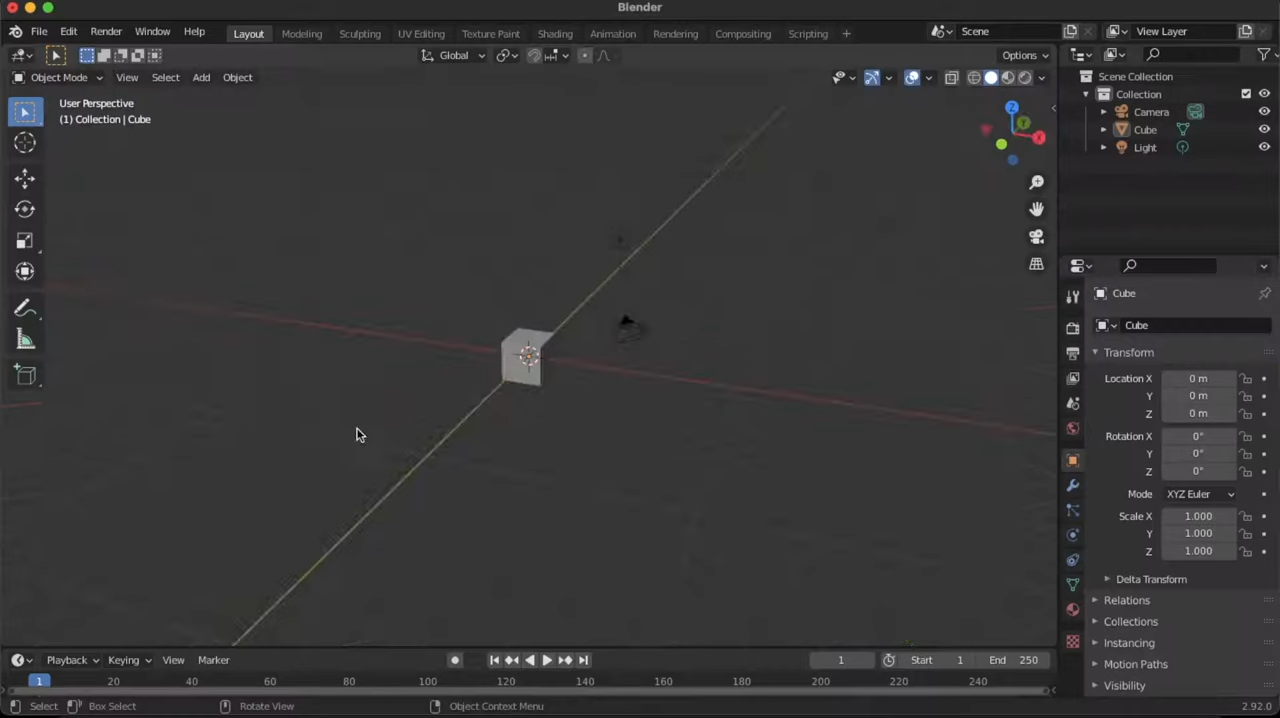 Blender
File Edit Render Window Help Layout Modeling Sculpting UV Editing Texture Paint Shading Animation Rendering Compositing Scripting + Scene View Layer
Global Options
Object Mode View Select Add Object
User Perspective
(1) Collection | Cube
Z
Y
X
Scene Collection
Collection
Camera
Cube
Light
Cube
Cube
Transform
Location X 0 m
Y 0 m
Z 0 m
Rotation X 0°
Y 0°
Z 0°
Mode XYZ Euler
Scale X 1.000
Y 1.000
Z 1.000
Delta Transform
Relations
Collections
Instancing
Motion Paths
Visibility
Playback Keying View Marker 1 Start 1 End 250
1 20 40 60 80 100 120 140 160 180 200 220 240
Select Box Select Rotate View Object Context Menu 2.92.0